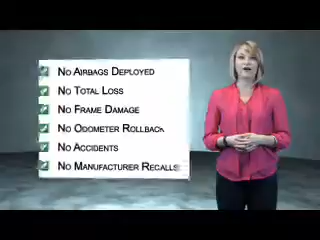 No Airbags Deployed
No Total Loss
No Frame Damage
No Odometer Rollback
No Accidents
No Manufacturer Recalls